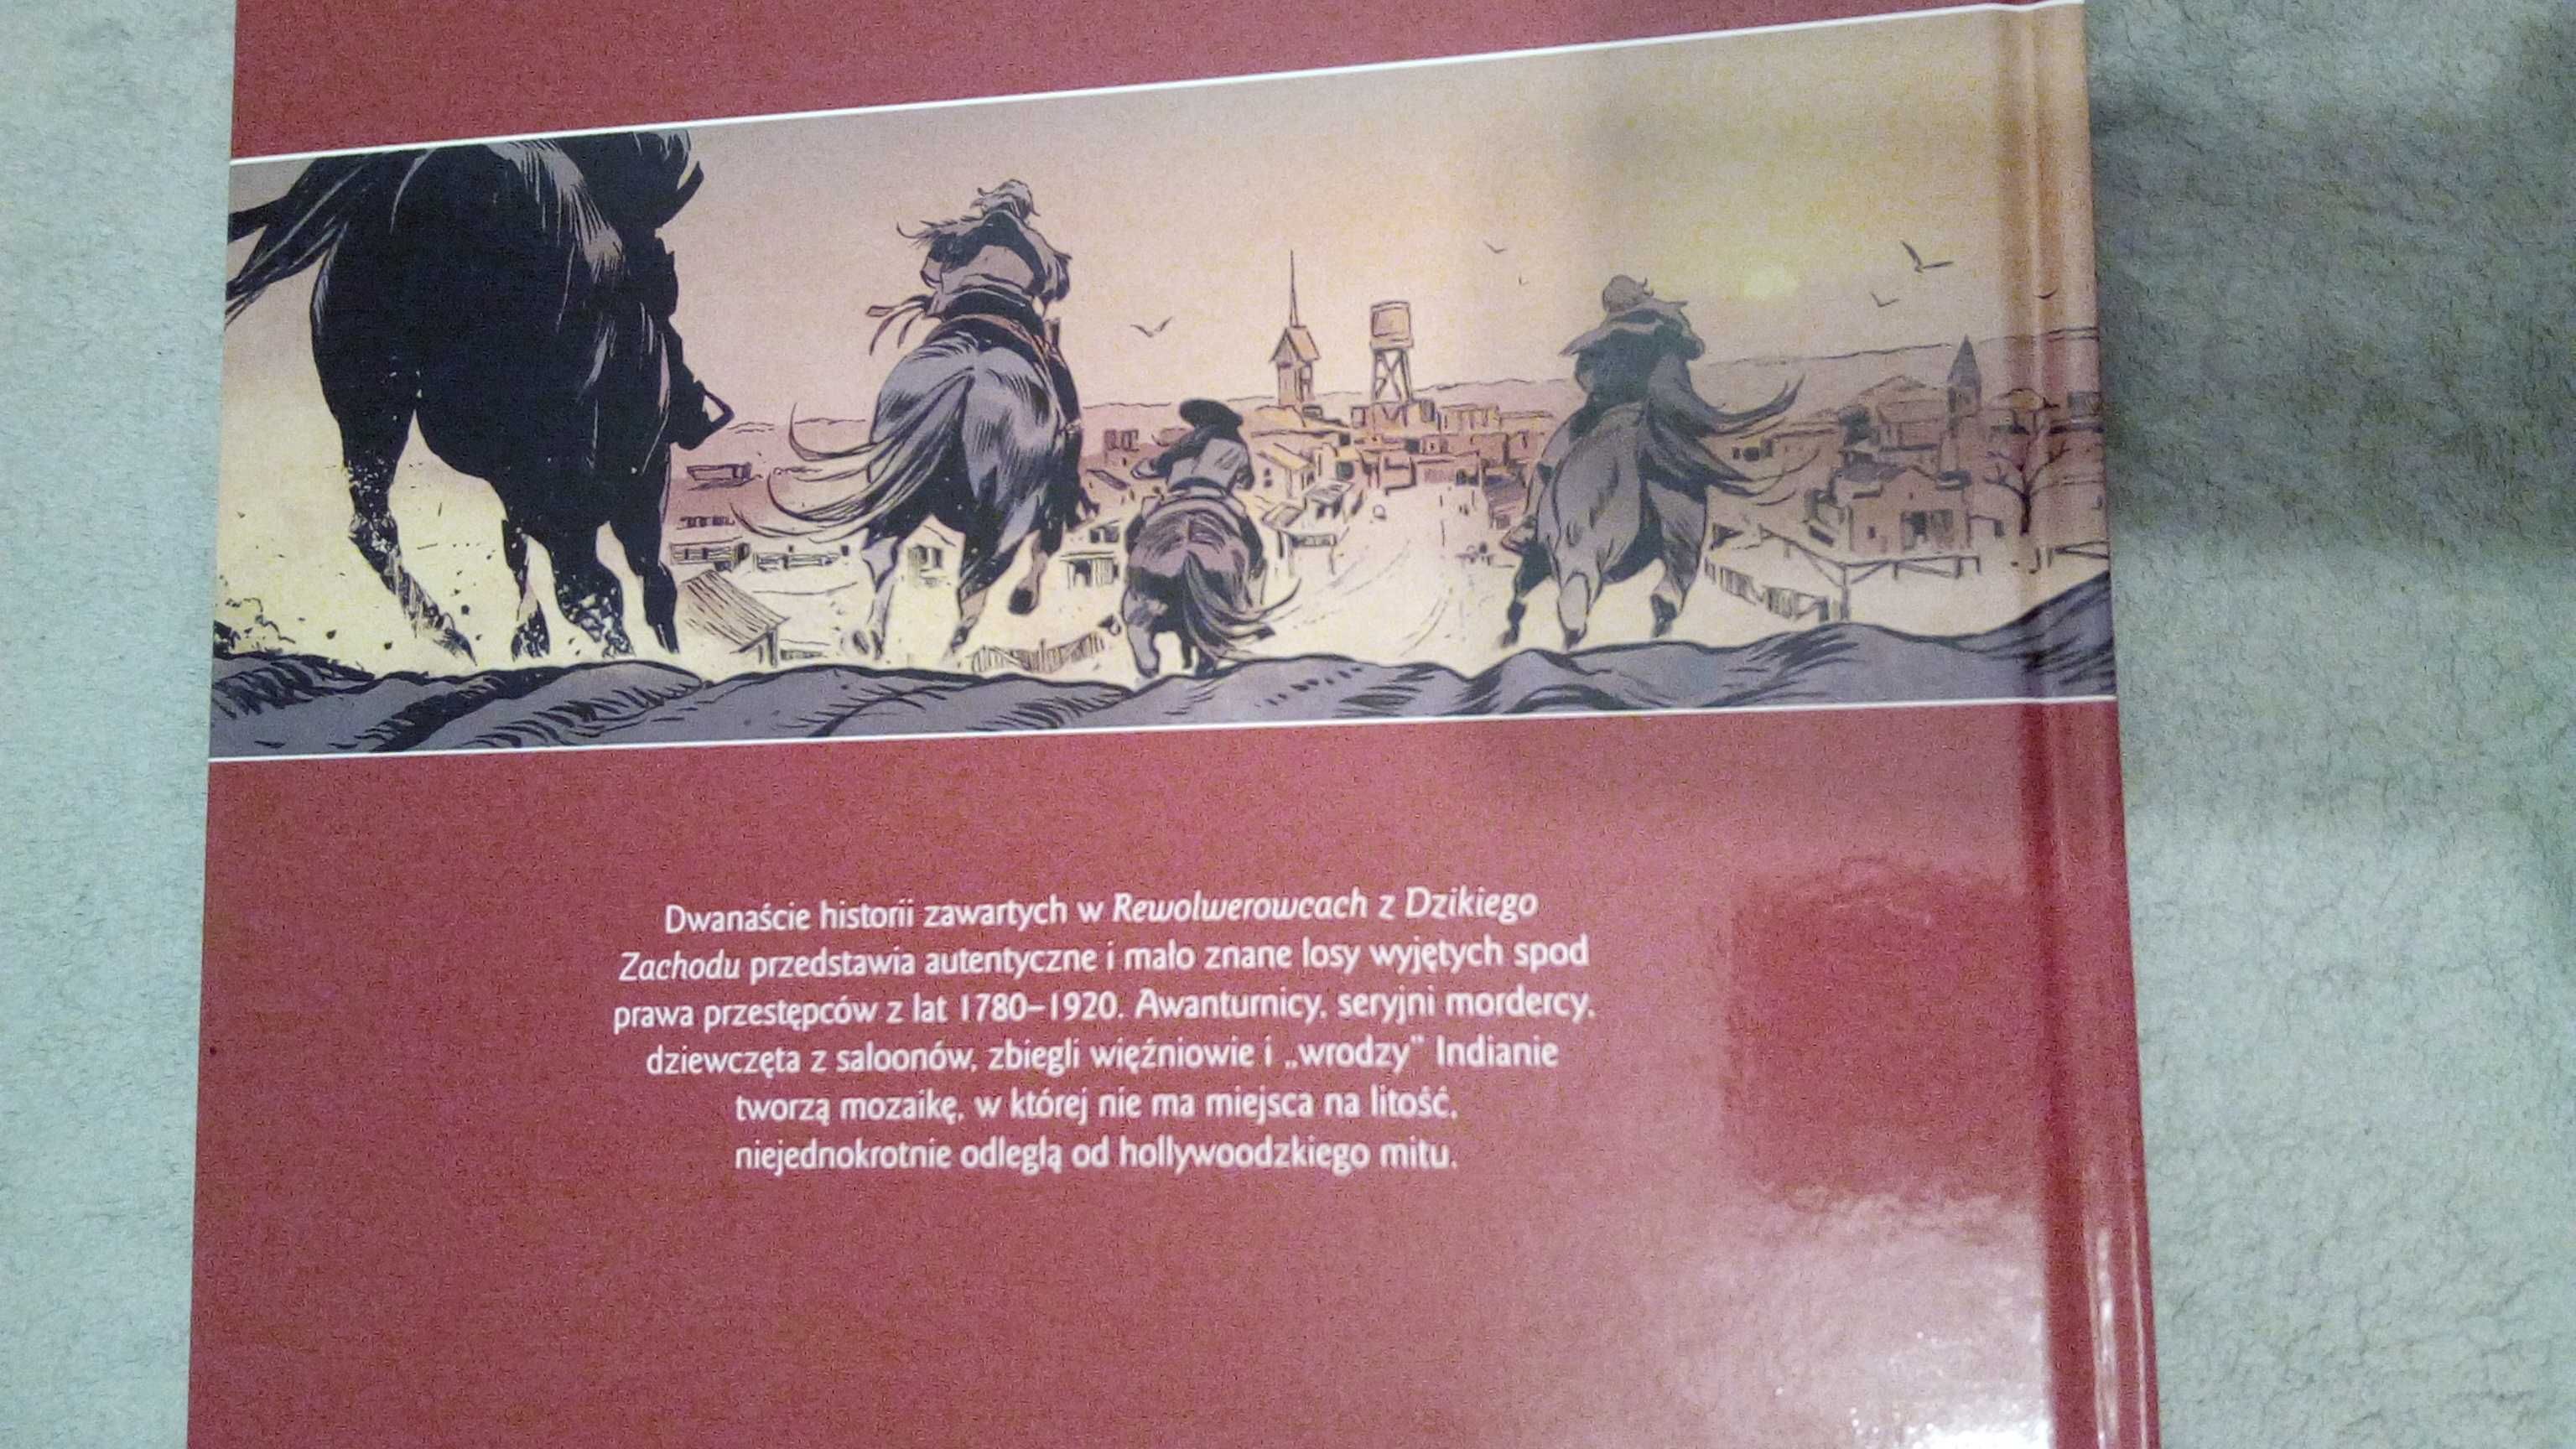 Dwanaście historii zawartych w Rewolwerowcach z Dzikiego
Zachodu przedstawia autentyczne i mało znane losy wyjętych spod
prawa przestępców z lat 1780–1920. Awanturnicy, seryjni mordercy,
dziewczęta z saloonów, zbiegli więźniowie i „wrodzy” Indianie
tworzą mozaikę, w której nie ma miejsca na litość,
niejednokrotnie odległą od hollywoodzkiego mitu.